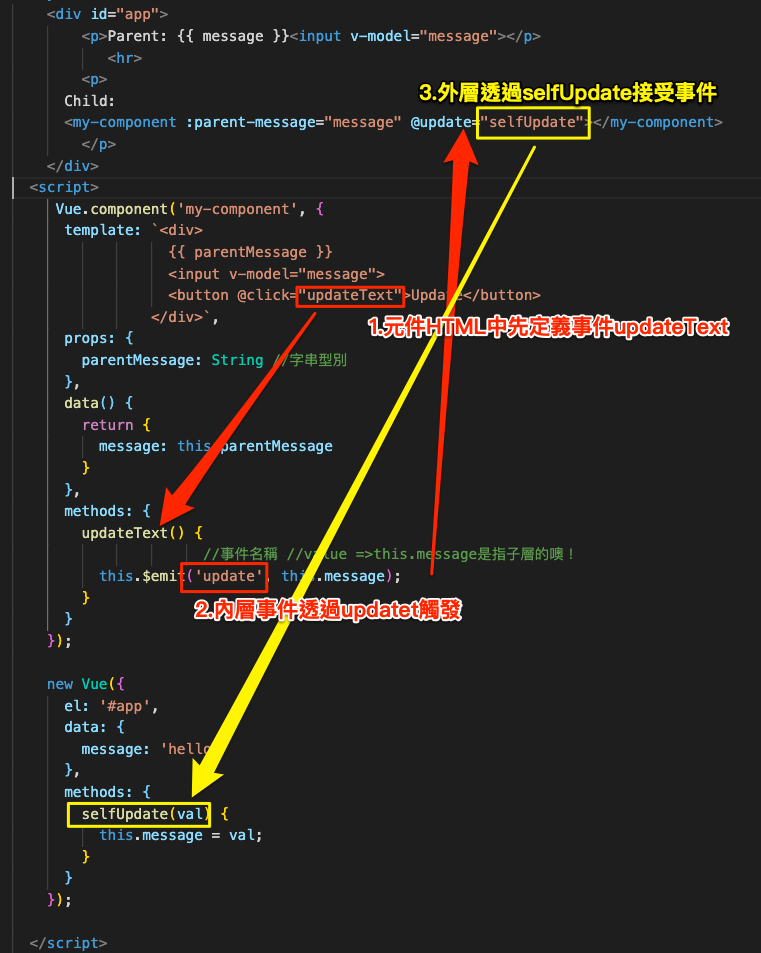 <div id="app">
<p>Parent: {{ message }}<input v-model="message"></p>
<hr>
<p>
3.外層透過selfUpdate接受事件
Child:
<my-component :parent-message="message" @update="selfUpdate"></my-component>
</p>
</div>
<script>
Vue.component('my-component', {
template: `<div>
{{ parentMessage }}
<input v-model="message">
<button @click="updateText">Update</button>
</div>`,
1.元件HTML中先定義事件updateText
props: {
parentMessage: String //字串型別
},
data() {
return {
message: this.parentMessage
}
},
methods: {
updateText() {
//事件名稱 //value =>this.message是指子層的噢！
this.$emit('update', this.message);
}
2.內層事件透過updatet觸發
}
});
new Vue({
el: '#app',
data: {
message: 'hello
},
methods: {
selfUpdate(val) {
this.message = val;
}
}
});
</script>